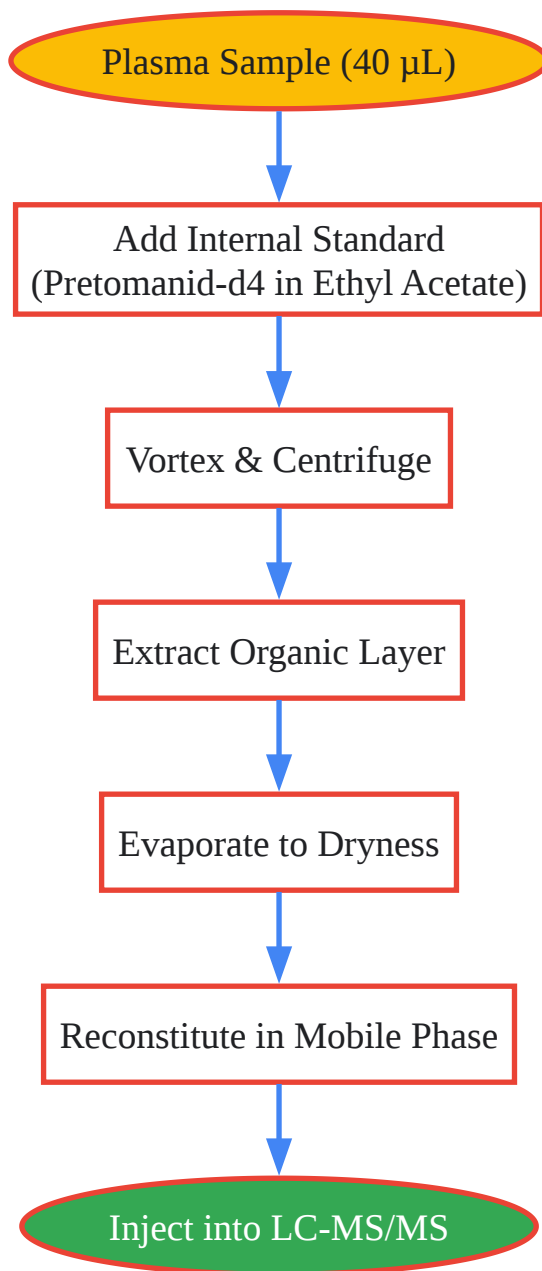 Plasma Sample (40 µL)
Add Internal Standard
(Pretomanid-d4 in Ethyl Acetate)
Vortex & Centrifuge
Extract Organic Layer
Evaporate to Dryness
Reconstitute in Mobile Phase
Inject into LC-MS/MS